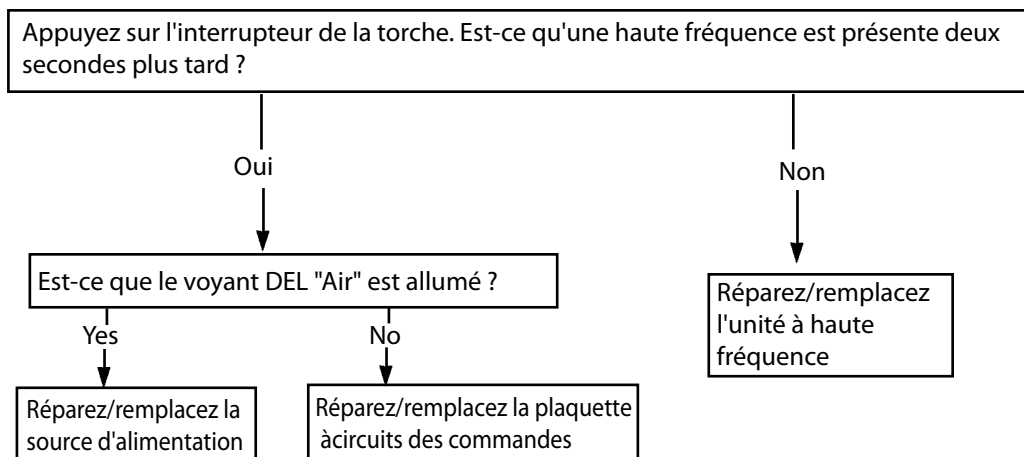 Appuyez sur l'interrupteur de la torche. Est-ce qu'une haute fréquence est présente deux
secondes plus tard ?
Oui
Non
Est-ce que le voyant DEL "Air" est allumé ?
Réparez/remplacez
l'unité à haute
fréquence
Yes
No
Réparez/remplacez la
source d'alimentation
Réparez/remplacez la plaquette
àcircuits des commandes